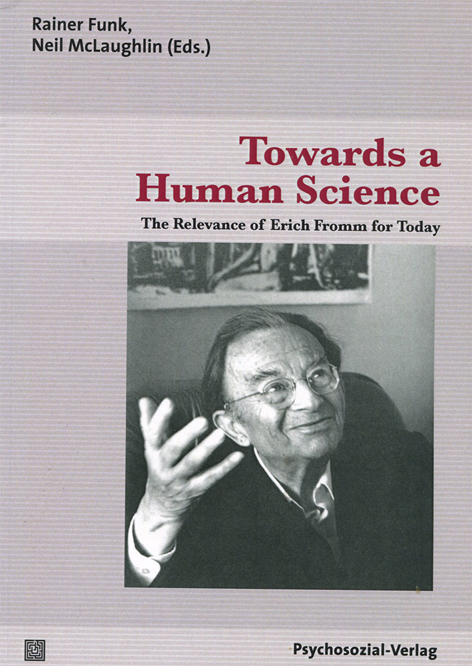 Rainer Funk,
Neil McLaughlin (Eds.)
Towards a
Human Science
The Relevance of Erich Fromm for Today
Psychosozial-Verlag